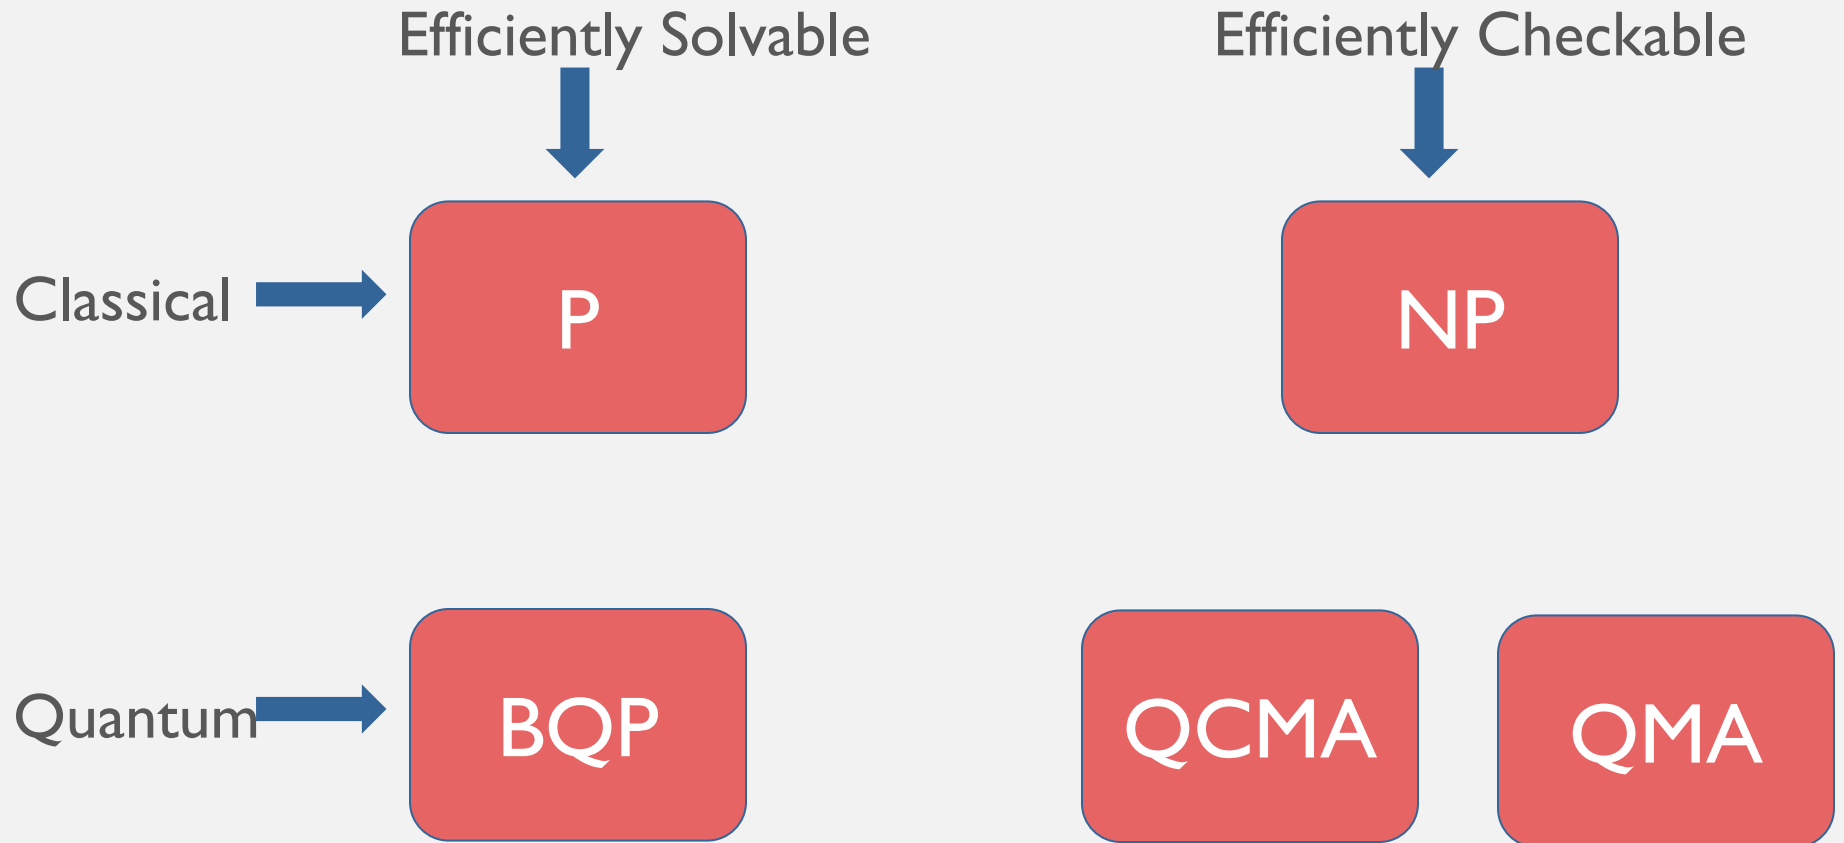 Efficiently Solvable
Efficiently Checkable
Classical
P
NP
Quantum
BQP
QCMA
QMA